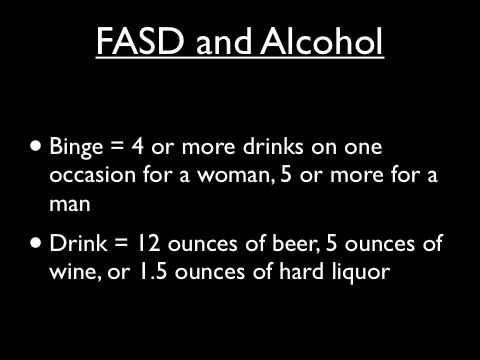 FASD and Alcohol
• Binge = 4 or more drinks on one
occasion for a woman, 5 or more for a
man
• Drink = 12 ounces of beer, 5 ounces of
wine, or 1.5 ounces of hard liquor